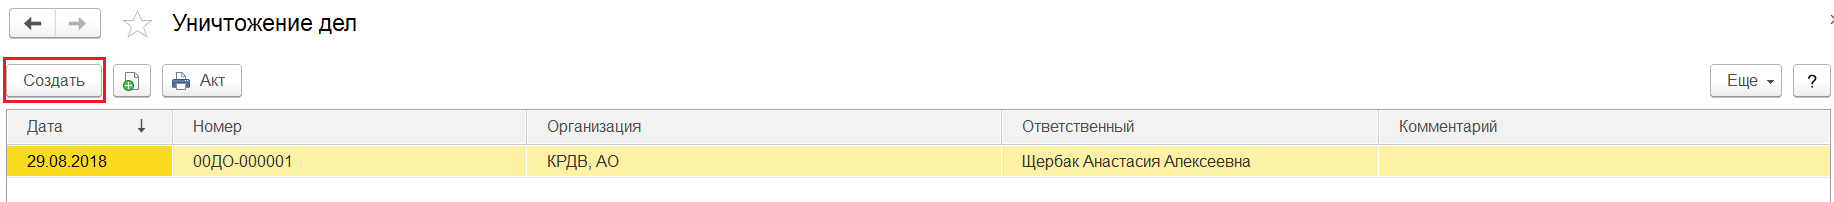 Уничтожение дел
Создать Акт Еще ?
Дата Номер Организация Ответственный Комментарий
29.08.2018 00ДО-000001 КРДВ, АО Щербак Анастасия Алексеевна